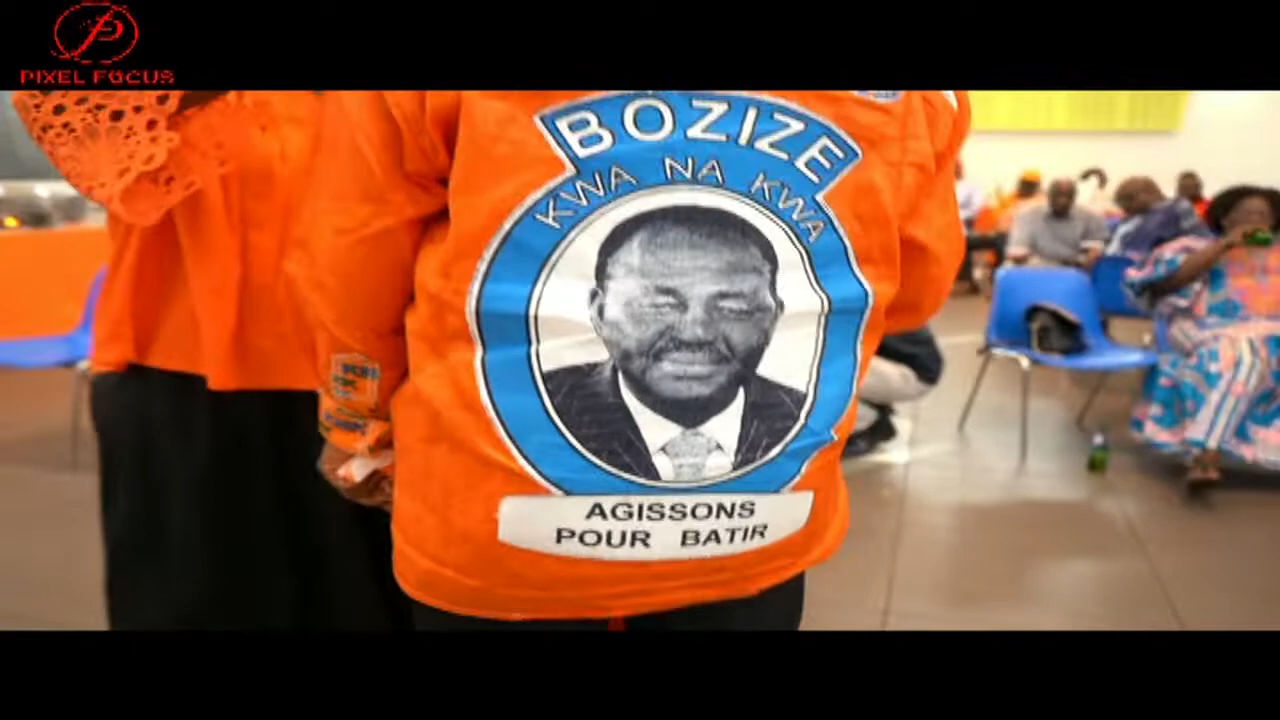 PIXEL FOCUS
BOZIZE
KWA NA KWA
AGISSONS
POUR BATIR